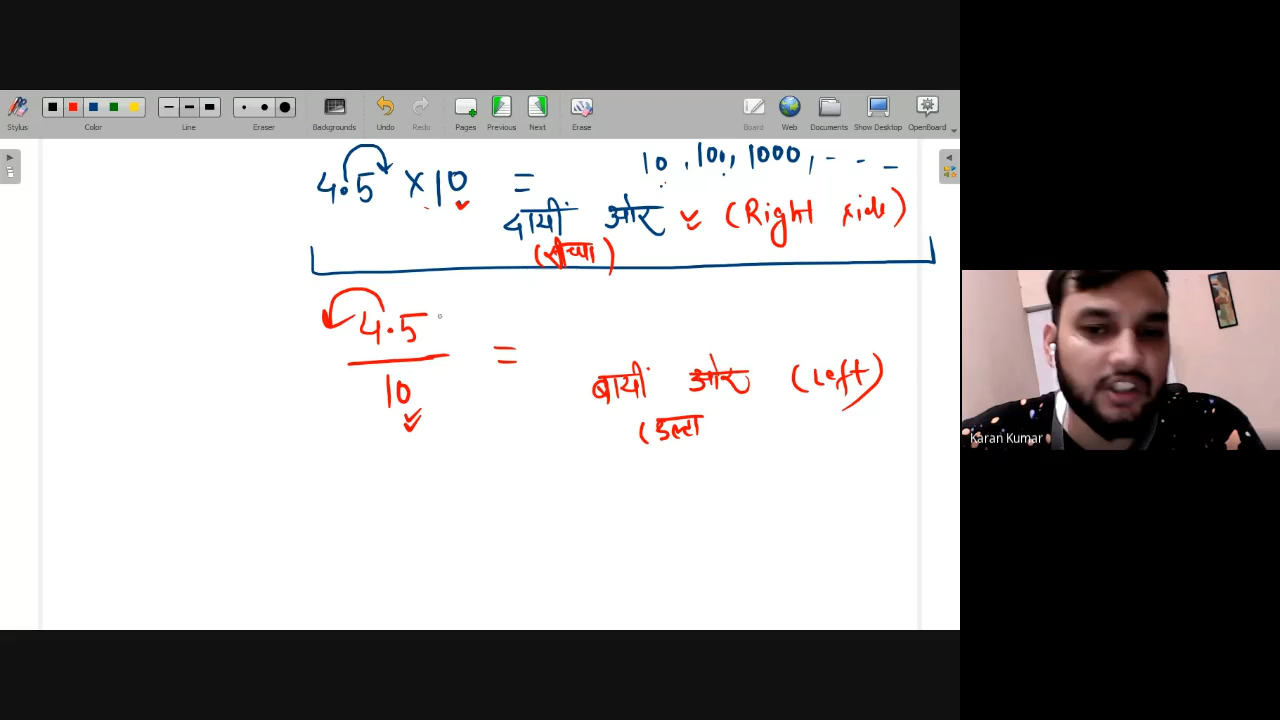 Stylus Color Line Eraser Backgrounds Undo Redo Pages Previous Next Erase Board Web Documents Show Desktop OpenBoard
10, 100, 1000, - - -
4.5 × 10 =
दायीं ओर (Right side)
(सीधा)
4.5
10
=
बायीं ओर (left)
(उल्टा
Karan Kumar